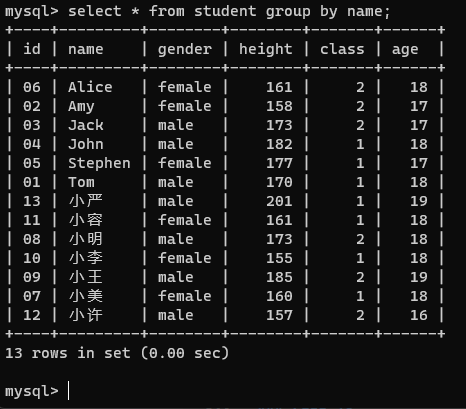 mysql> select * from student group by name;
+----+---------+--------+--------+-------+------+
| id | name    | gender | height | class | age  |
+----+---------+--------+--------+-------+------+
| 06 | Alice   | female |    161 |     2 |   18 |
| 02 | Amy     | female |    158 |     2 |   17 |
| 03 | Jack    | male   |    173 |     2 |   17 |
| 04 | John    | male   |    182 |     1 |   18 |
| 05 | Stephen | female |    177 |     1 |   17 |
| 01 | Tom     | male   |    170 |     1 |   18 |
| 13 | 小严    | male   |    201 |     1 |   19 |
| 11 | 小容    | female |    161 |     1 |   18 |
| 08 | 小明    | male   |    173 |     2 |   18 |
| 10 | 小李    | female |    155 |     1 |   18 |
| 09 | 小王    | male   |    185 |     2 |   19 |
| 07 | 小美    | female |    160 |     1 |   18 |
| 12 | 小许    | male   |    157 |     2 |   16 |
+----+---------+--------+--------+-------+------+
13 rows in set (0.00 sec)
mysql>